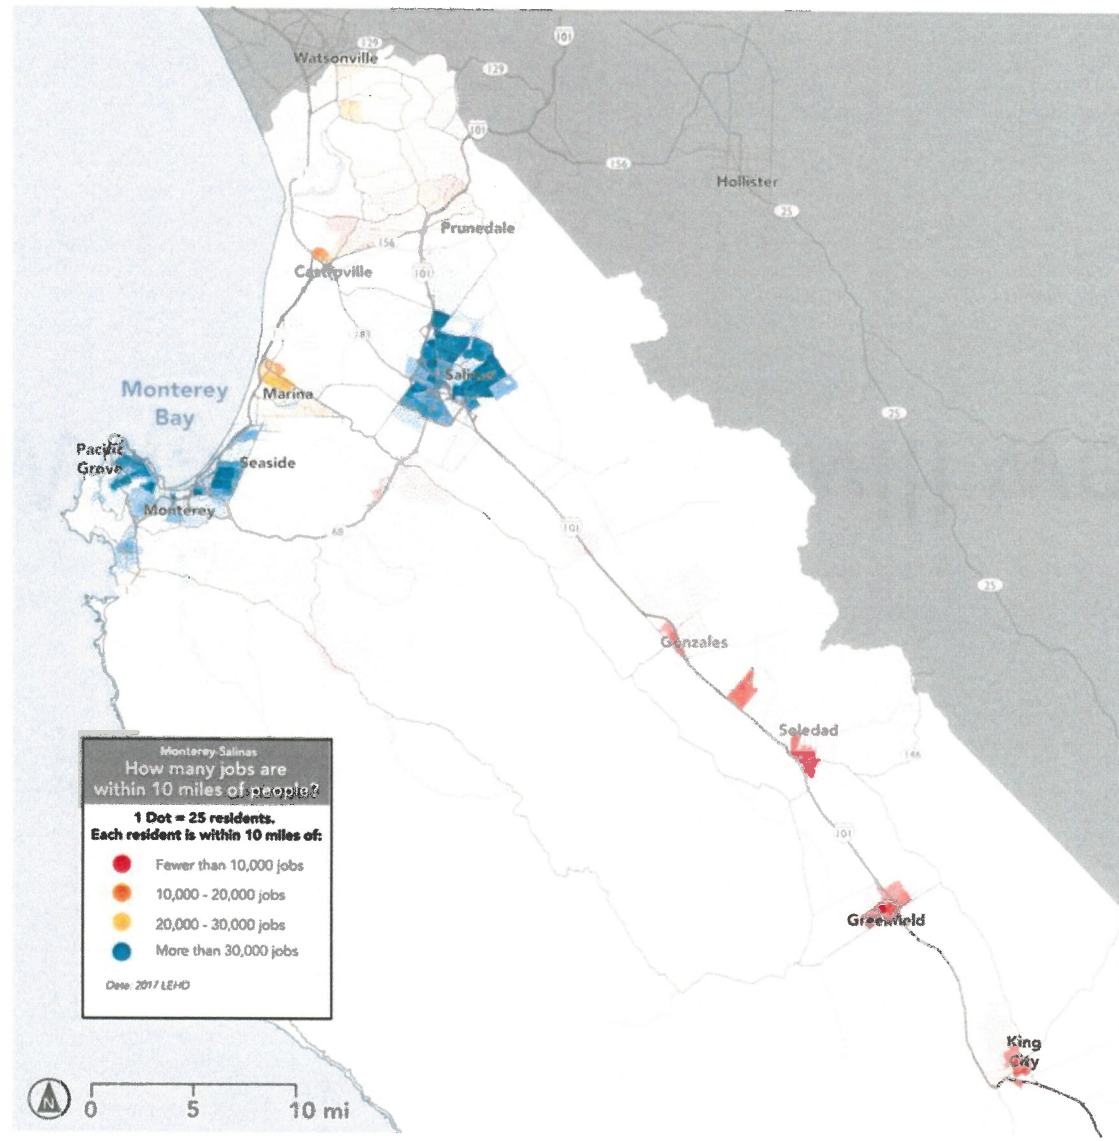 129
101
Watsonville
129
101
156
Hollister
25
Prunedale
156
Castroville
101
183
25
Monterey
Bay
Salinas
Marina
Pacific
Grove
Seaside
Monterey
68
101
25
Gonzales
Soledad
146
Monterey-Salinas
How many jobs are
within 10 miles of people?
1 Dot = 25 residents.
Each resident is within 10 miles of:
Fewer than 10,000 jobs
10,000 - 20,000 jobs
20,000 - 30,000 jobs
More than 30,000 jobs
Data: 2017 LEHD
101
Greenfield
King
City
N
0 5 10 mi